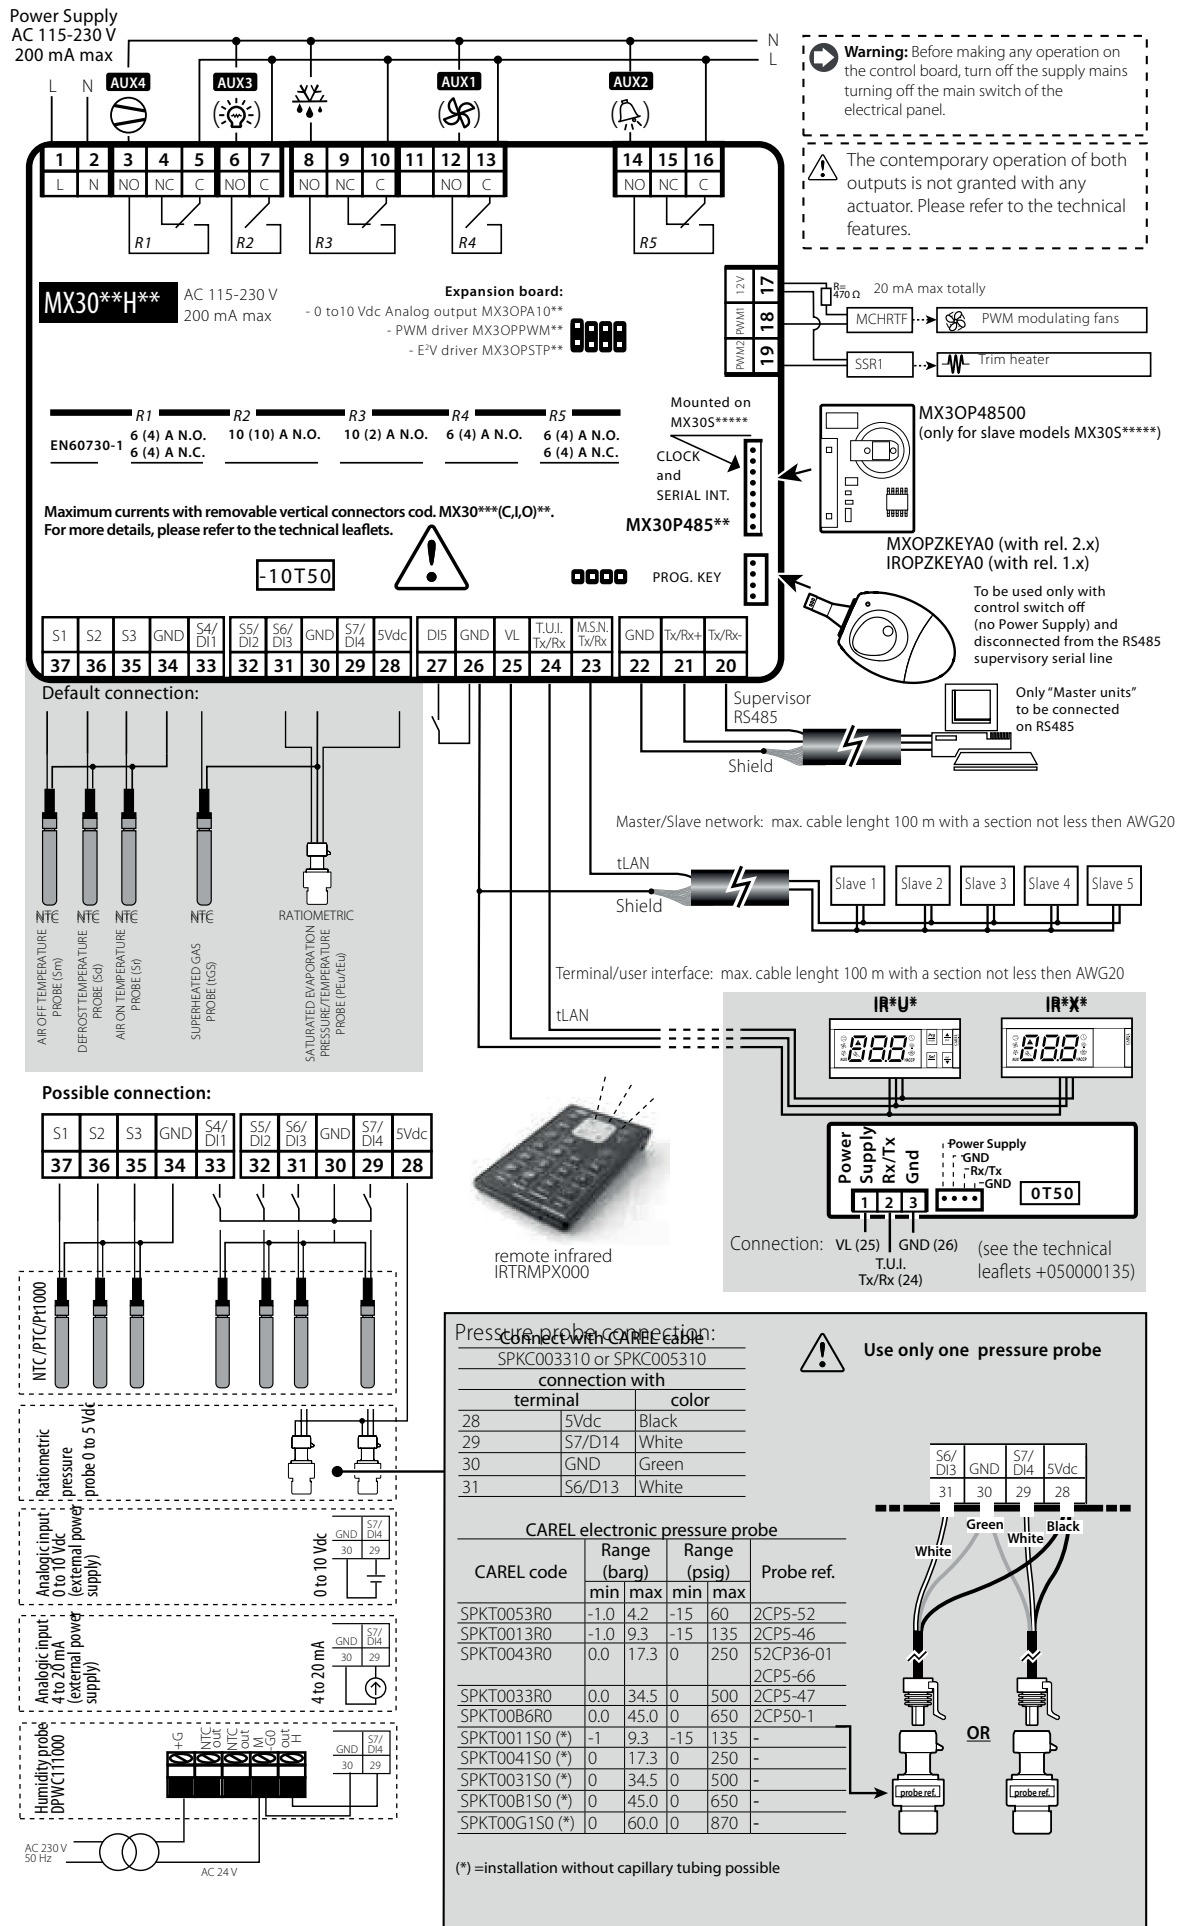 Power Supply
AC 115-230 V
200 mA max
L N
AUX4 AUX3 AUX1 AUX2
N
L
Warning: Before making any operation on
the control board, turn off the supply mains
turning off the main switch of the
electrical panel.
The contemporary operation of both
outputs is not granted with any
actuator. Please refer to the technical
features.
1 2 3 4 5 6 7 8 9 10 11 12 13 14 15 16
L N NO NC C NO C NO NC C NO C NO NC C
R1 R2 R3 R4 R5
MX30**H**
AC 115-230 V
200 mA max
Expansion board:
- 0 to10 Vdc Analog output MX3OPA10**
- PWM driver MX3OPPWM**
- E²V driver MX3OPSTP**
12 V 17
PWM1 18
PWM2 19
R=
470 Ω
20 mA max totally
MCHRTF PWM modulating fans
SSR1 Trim heater
R1 R2 R3 R4 R5
EN60730-1
6 (4) A N.O. 10 (10) A N.O. 10 (2) A N.O. 6 (4) A N.O. 6 (4) A N.O.
6 (4) A N.C. 6 (4) A N.C.
Mounted on
MX30S*****
CLOCK
and
SERIAL INT.
MX30P485**
MX3OP48500
(only for slave models MX30S*****)
Maximum currents with removable vertical connectors cod. MX30***(C,I,O)**.
For more details, please refer to the technical leaflets.
-10T50
PROG. KEY
MXOPZKEYA0 (with rel. 2.x)
IROPZKEYA0 (with rel. 1.x)
To be used only with
control switch off
(no Power Supply) and
disconnected from the RS485
supervisory serial line
S1 S2 S3 GND S4/DI1 S5/DI2 S6/DI3 GND S7/DI4 5Vdc DI5 GND VL T.U.I. Tx/Rx M.S.N. Tx/Rx GND Tx/Rx+ Tx/Rx-
37 36 35 34 33 32 31 30 29 28 27 26 25 24 23 22 21 20
Default connection:
Supervisor
RS485
Shield
Only "Master units"
to be connected
on RS485
Master/Slave network: max. cable lenght 100 m with a section not less then AWG20
tLAN
Shield
Slave 1 Slave 2 Slave 3 Slave 4 Slave 5
NTC NTC NTC NTC RATIOMETRIC
AIR OFF TEMPERATURE
PROBE (Sm)
DEFROST TEMPERATURE
PROBE (Sd)
AIR ON TEMPERATURE
PROBE (Sr)
SUPERHEATED GAS
PROBE (tGS)
SATURATED EVAPORATION
PRESSURE/TEMPERATURE
PROBE (PEu/tEu)
Terminal/user interface: max. cable lenght 100 m with a section not less then AWG20
tLAN
IR*U* IR*X*
Power
Supply
Rx/Tx
Gnd
1 2 3
Power Supply
GND
Rx/Tx
GND
0T50
Connection: VL (25) GND (26)
T.U.I.
Tx/Rx (24)
(see the technical
leaflets +050000135)
remote infrared
IRTRMPX000
Possible connection:
S1 S2 S3 GND S4/DI1 S5/DI2 S6/DI3 GND S7/DI4 5Vdc
37 36 35 34 33 32 31 30 29 28
NTC /PTC/Pt1000
Ratiometric
pressure
probe 0 to 5 Vdc
Analogic input
0 to 10 Vdc
(external power
supply)
0 to 10 Vdc
GND S7/DI4
30 29
Analogic input
4 to 20 mA
(external power
supply)
4 to 20 mA
GND S7/DI4
30 29
Humidity probe
DPWC111000
+G
NTC out
NTC out
M
-G0
out H
GND S7/DI4
30 29
AC 230 V
50 Hz
AC 24 V
Pressure probe connection:
Connect with CAREL cable
SPKC003310 or SPKC005310
connection with
terminal color
28 5Vdc Black
29 S7/D14 White
30 GND Green
31 S6/D13 White
Use only one pressure probe
CAREL electronic pressure probe
CAREL code Range (barg) Range (psig) Probe ref.
min max min max
SPKT0053R0 -1.0 4.2 -15 60 2CP5-52
SPKT0013R0 -1.0 9.3 -15 135 2CP5-46
SPKT0043R0 0.0 17.3 0 250 52CP36-01
2CP5-66
SPKT0033R0 0.0 34.5 0 500 2CP5-47
SPKT00B6R0 0.0 45.0 0 650 2CP50-1
SPKT0011S0 (*) -1 9.3 -15 135 -
SPKT0041S0 (*) 0 17.3 0 250 -
SPKT0031S0 (*) 0 34.5 0 500 -
SPKT00B1S0 (*) 0 45.0 0 650 -
SPKT00G1S0 (*) 0 60.0 0 870 -
(*) =installation without capillary tubing possible
S6/DI3 GND S7/DI4 5Vdc
31 30 29 28
White Green White Black
OR
probe ref. probe ref.